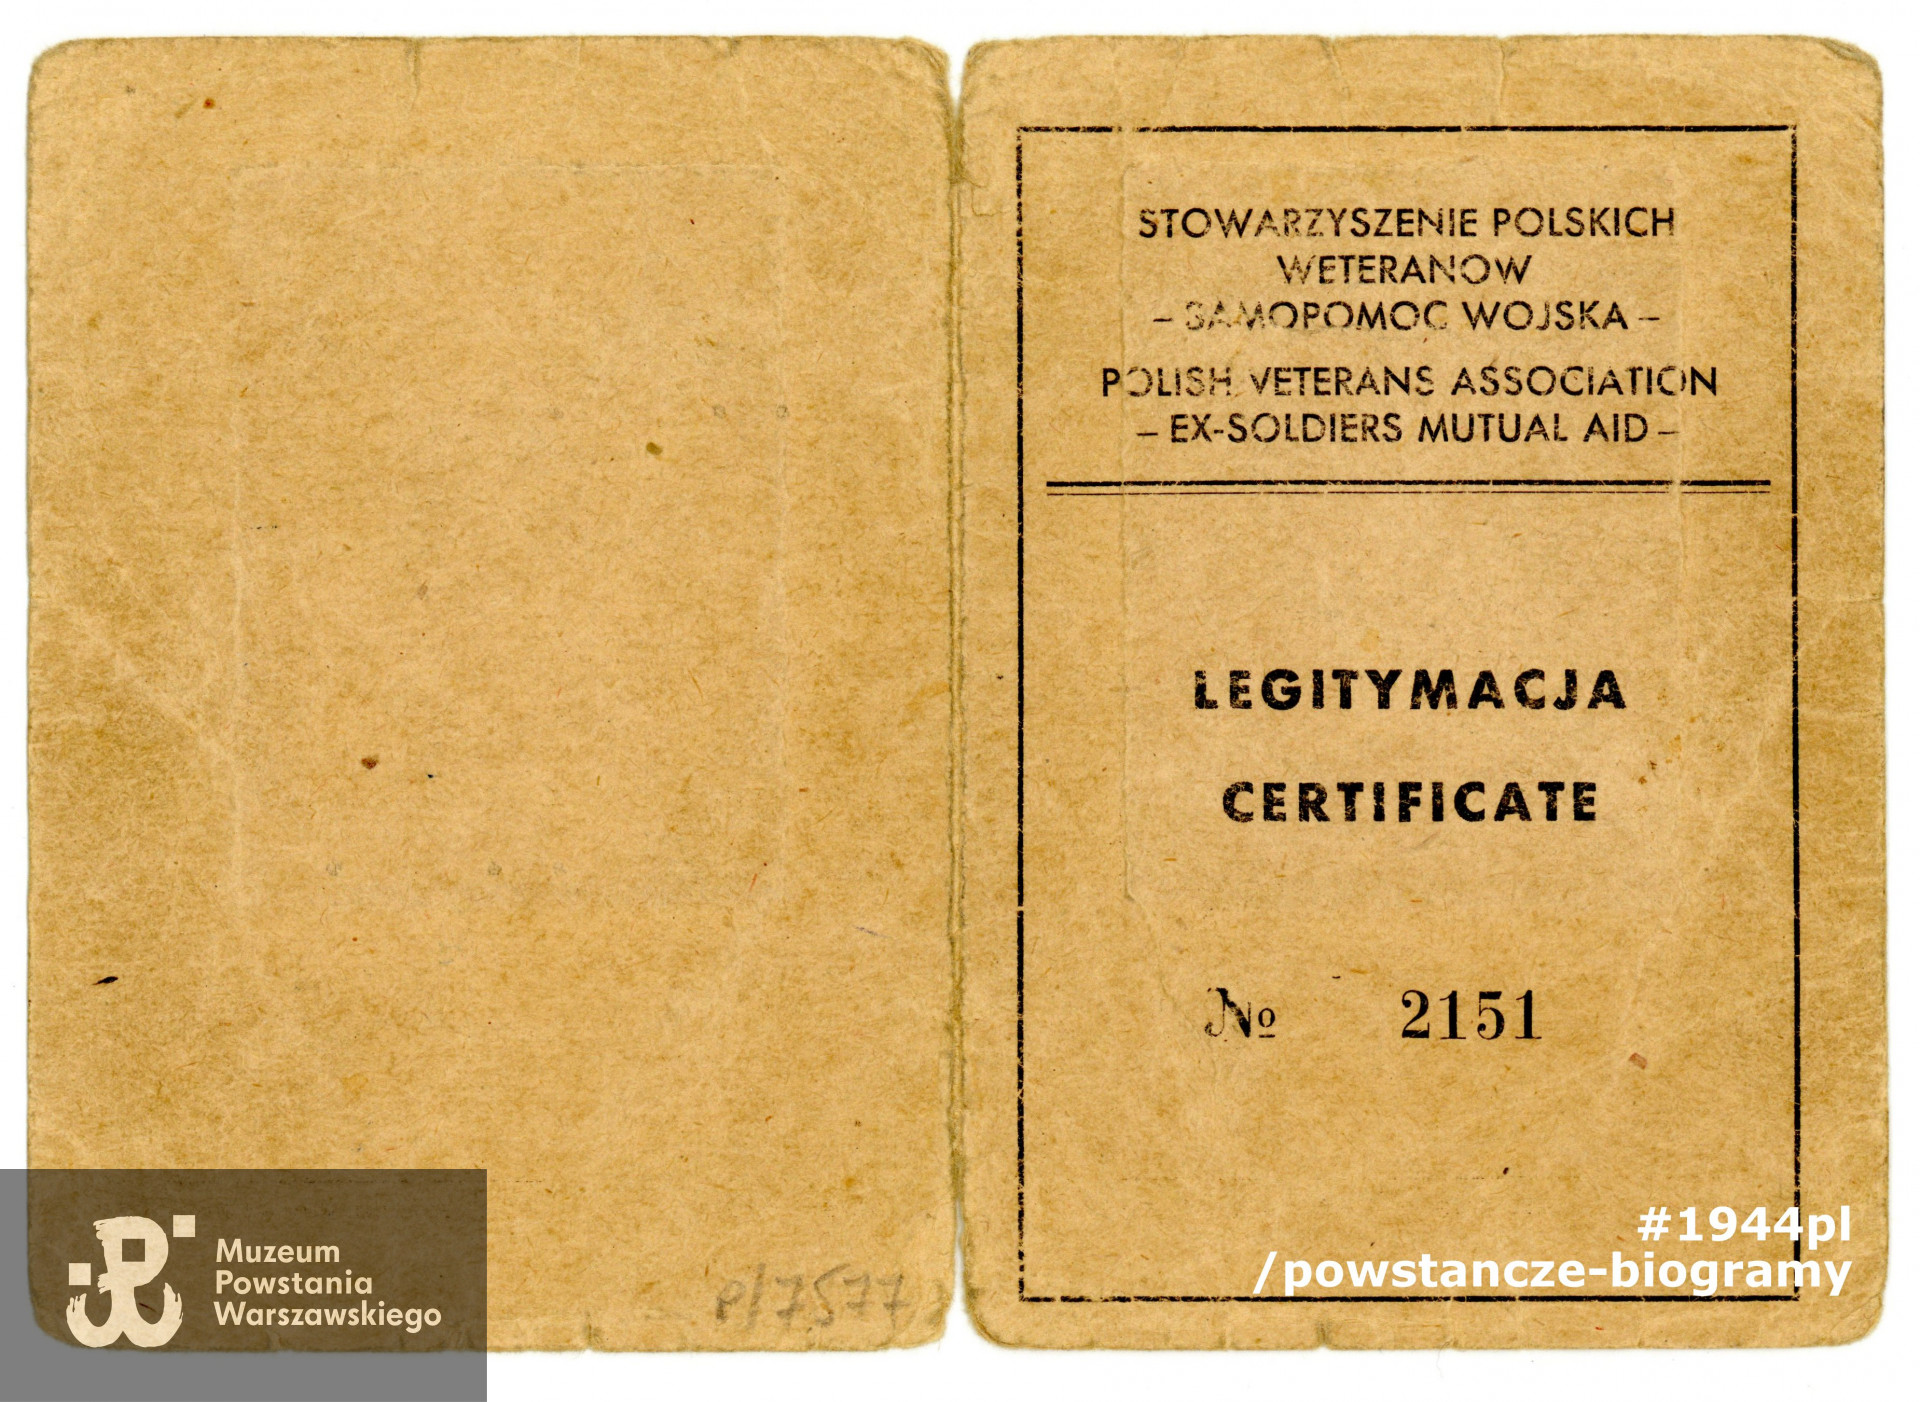 STOWARZYSZENIE POLSKICH
WETERANOW
– SAMOPOMOC WOJSKA –
POLISH VETERANS ASSOCIATION
– EX-SOLDIERS MUTUAL AID –
LEGITYMACJA
CERTIFICATE
№ 2151
P/7577
Muzeum
Powstania
Warszawskiego
#1944pl
/powstancze-biogramy